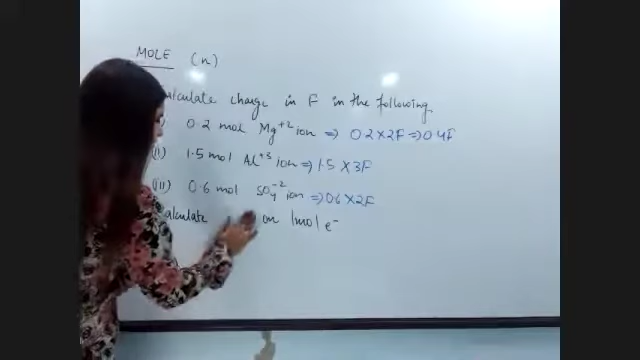 MOLE (n)
alculate charge in F in the following
0.2 mol Mg⁺² ion ⇒ 0.2×2F ⇒ 0.4F
1.5 mol Al⁺³ ion ⇒ 1.5 × 3F
(iii) 0.6 mol SO₄⁻² ion ⇒ 0.6×2F
alculate on 1mol e⁻